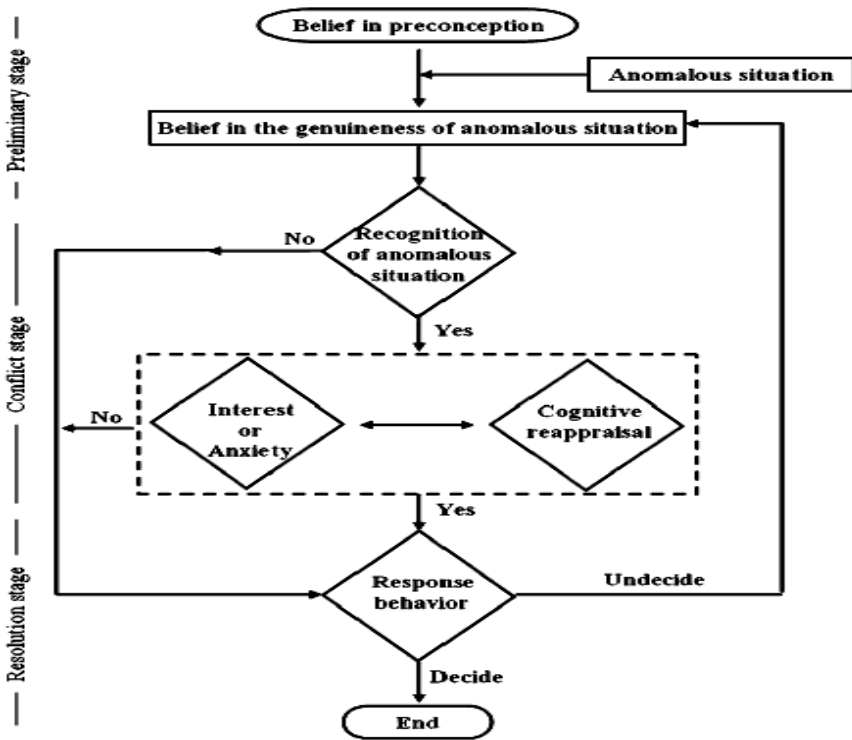 Belief in preconception
Anomalous situation
Preliminary stage
Belief in the genuineness of anomalous situation
Recognition
of anomalous
situation
No
Yes
Conflict stage
Interest
or
Anxiety
Cognitive
reappraisal
No
Yes
Resolution stage
Response
behavior
Undecide
Decide
End